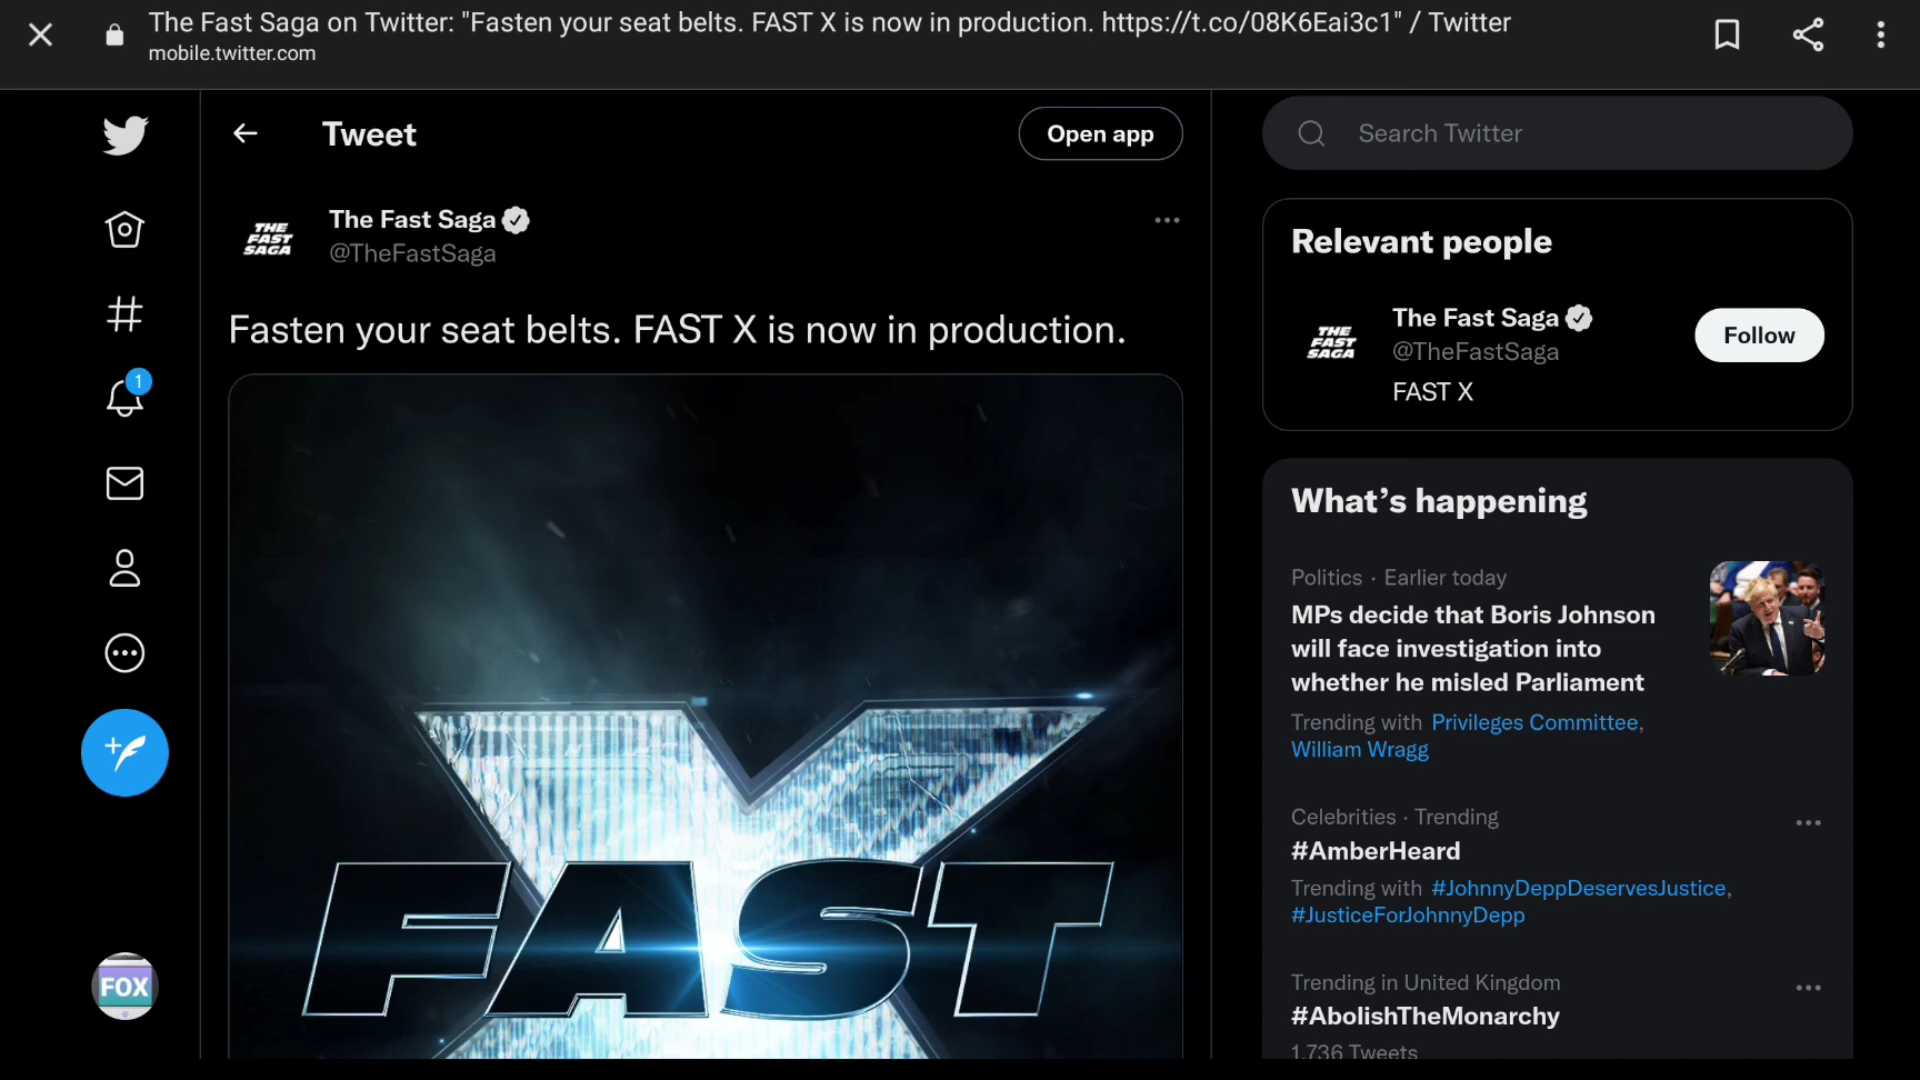 The Fast Saga on Twitter: "Fasten your seat belts. FAST X is now in production. https://t.co/08K6Eai3c1" / Twitter
mobile.twitter.com
Tweet
Open app
THE FAST SAGA
The Fast Saga
@TheFastSaga
Fasten your seat belts. FAST X is now in production.
FAST
1
FOX
Search Twitter
Relevant people
THE FAST SAGA
The Fast Saga
@TheFastSaga
FAST X
Follow
What's happening
Politics · Earlier today
MPs decide that Boris Johnson
will face investigation into
whether he misled Parliament
Trending with Privileges Committee,
William Wragg
Celebrities · Trending
#AmberHeard
Trending with #JohnnyDeppDeservesJustice,
#JusticeForJohnnyDepp
Trending in United Kingdom
#AbolishTheMonarchy
1,736 Tweets